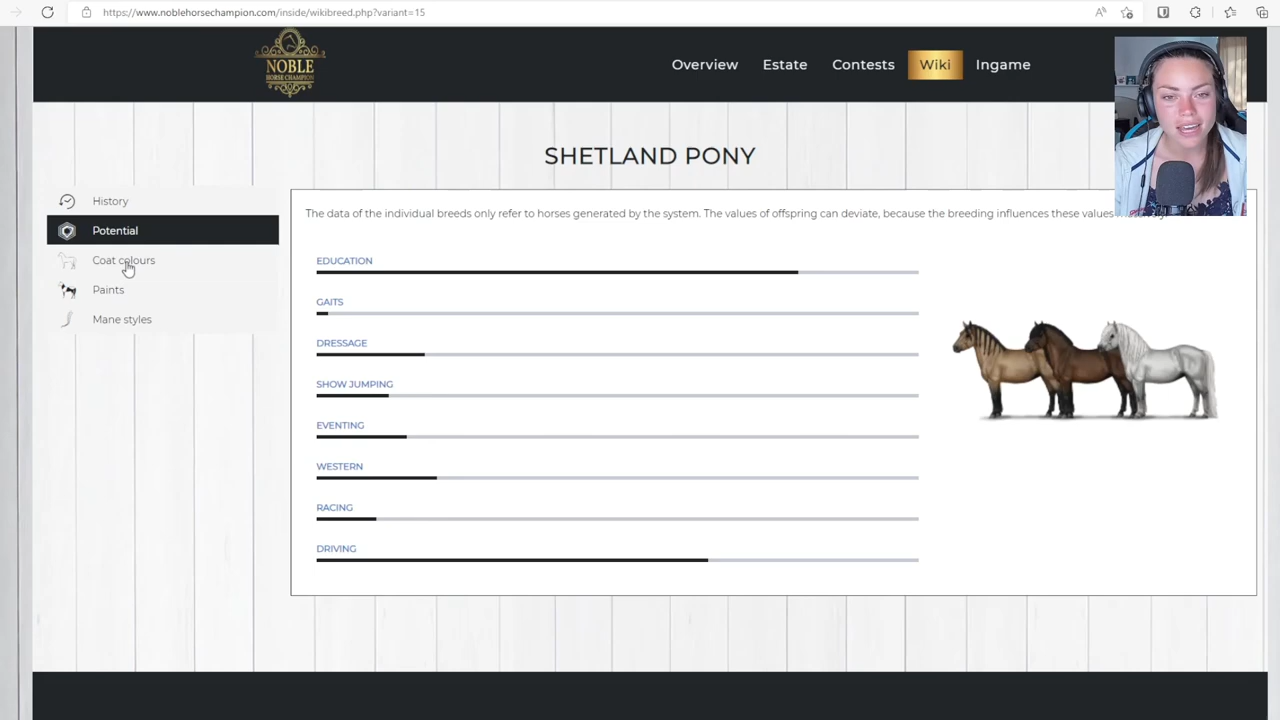 https://www.noblehorsechampion.com/inside/wikibreed.php?variant=15
NOBLE
HORSE CHAMPION
Overview
Estate
Contests
Wiki
Ingame
SHETLAND PONY
History
Potential
Coat colours
Paints
Mane styles
The data of the individual breeds only refer to horses generated by the system. The values of offspring can deviate, because the breeding influences these values
EDUCATION
GAITS
DRESSAGE
SHOW JUMPING
EVENTING
WESTERN
RACING
DRIVING